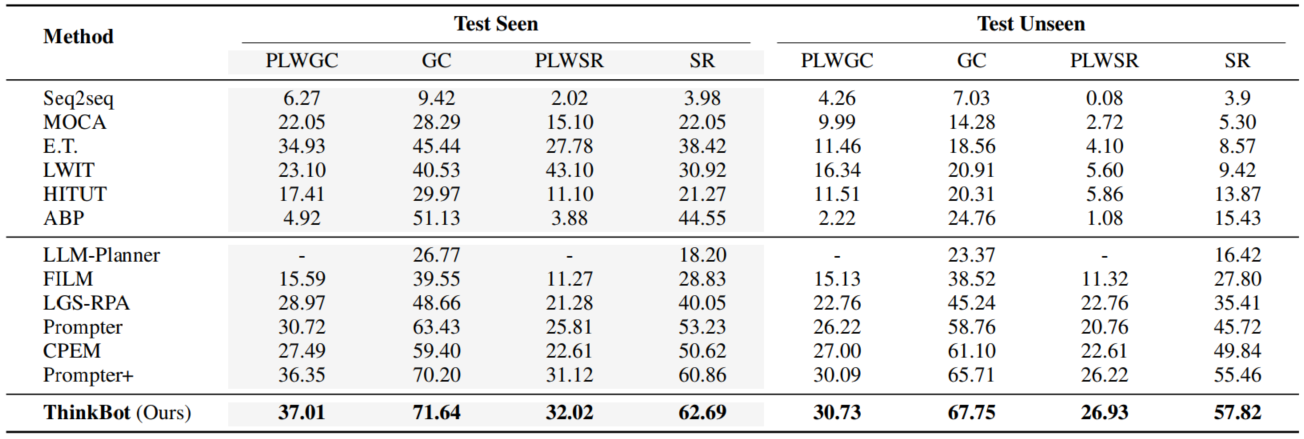 Method Test Seen Test Unseen
PLWGC GC PLWSR SR PLWGC GC PLWSR SR
Seq2seq 6.27 9.42 2.02 3.98 4.26 7.03 0.08 3.9
MOCA 22.05 28.29 15.10 22.05 9.99 14.28 2.72 5.30
E.T. 34.93 45.44 27.78 38.42 11.46 18.56 4.10 8.57
LWIT 23.10 40.53 43.10 30.92 16.34 20.91 5.60 9.42
HITUT 17.41 29.97 11.10 21.27 11.51 20.31 5.86 13.87
ABP 4.92 51.13 3.88 44.55 2.22 24.76 1.08 15.43
LLM-Planner - 26.77 - 18.20 - 23.37 - 16.42
FILM 15.59 39.55 11.27 28.83 15.13 38.52 11.32 27.80
LGS-RPA 28.97 48.66 21.28 40.05 22.76 45.24 22.76 35.41
Prompter 30.72 63.43 25.81 53.23 26.22 58.76 20.76 45.72
CPEM 27.49 59.40 22.61 50.62 27.00 61.10 22.61 49.84
Prompter+ 36.35 70.20 31.12 60.86 30.09 65.71 26.22 55.46
ThinkBot (Ours) 37.01 71.64 32.02 62.69 30.73 67.75 26.93 57.82